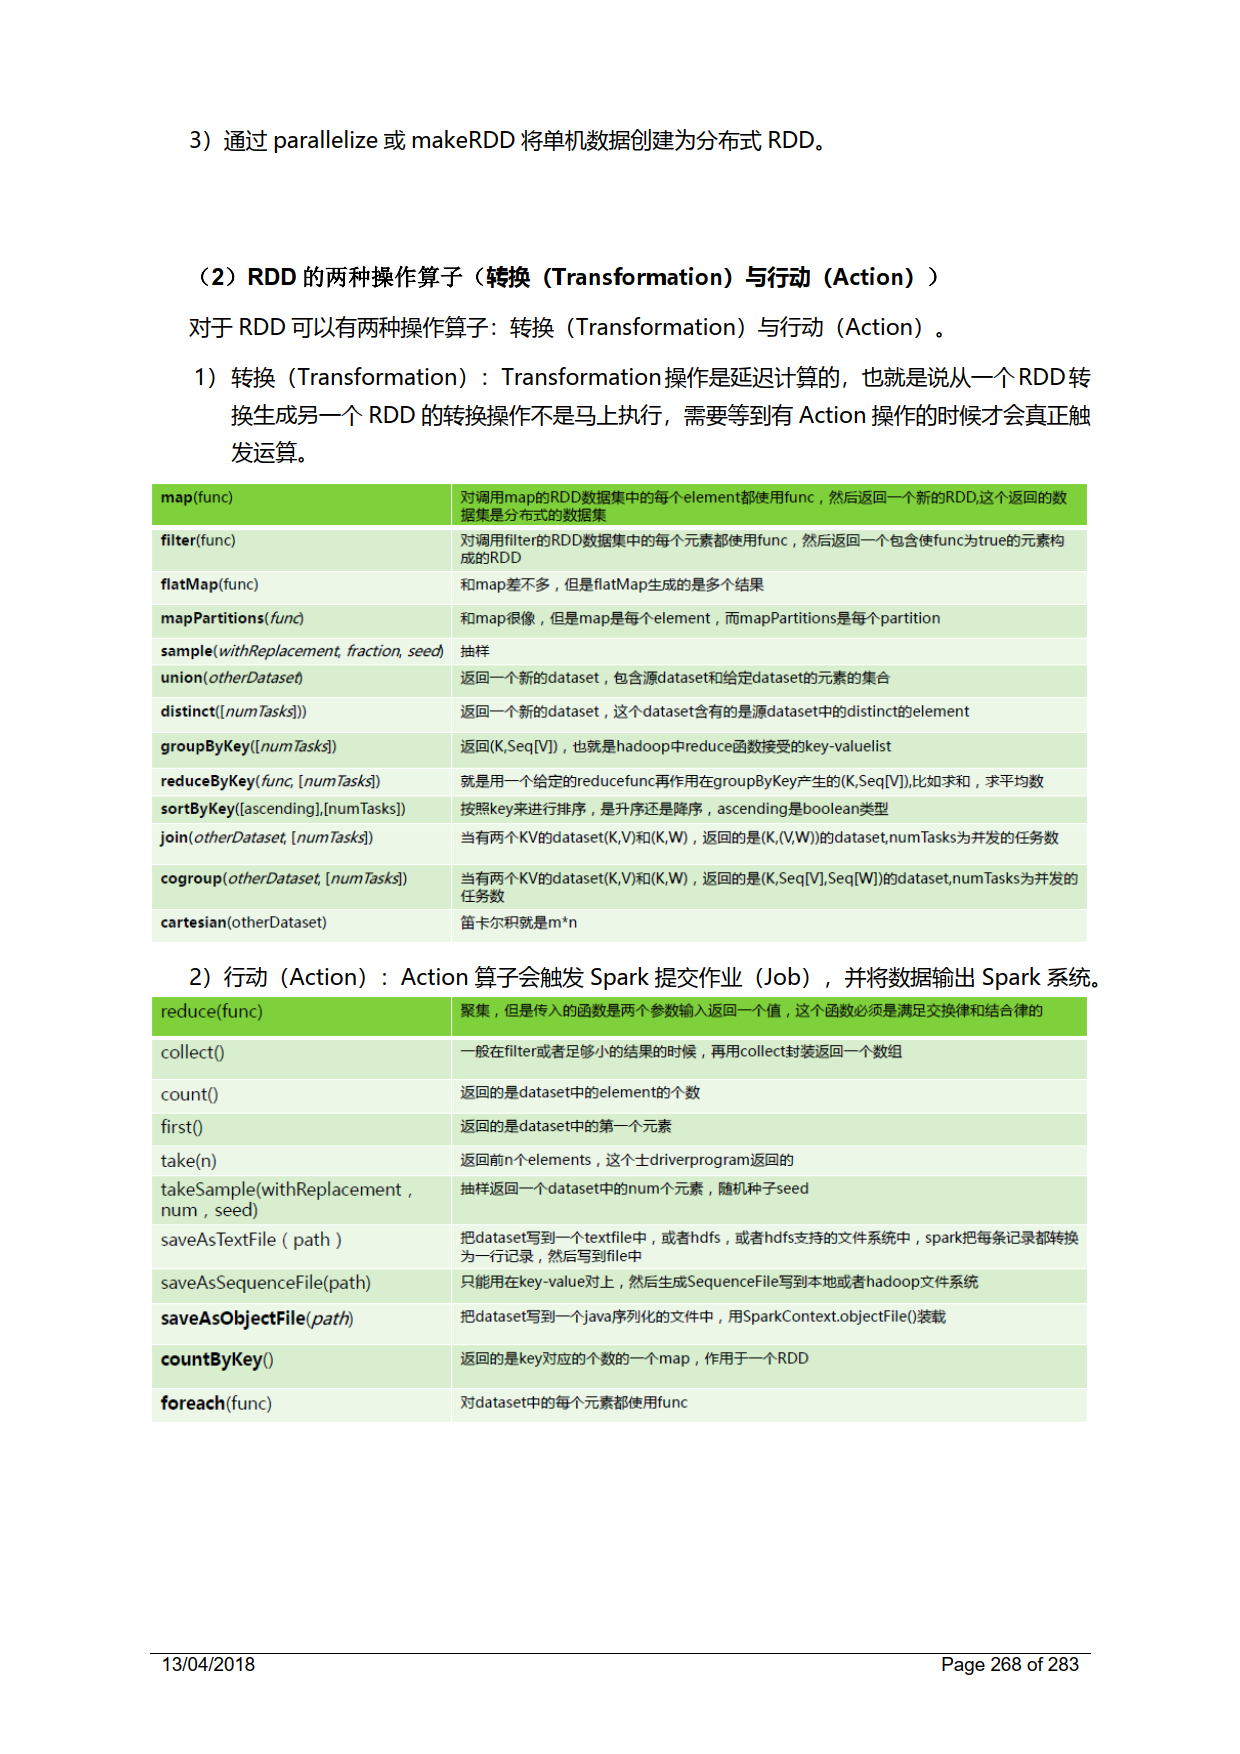 3）通过 parallelize 或 makeRDD 将单机数据创建为分布式 RDD。
（2）RDD 的两种操作算子（转换（Transformation）与行动（Action））
对于 RDD 可以有两种操作算子：转换（Transformation）与行动（Action）。
1）转换（Transformation）：Transformation操作是延迟计算的，也就是说从一个RDD转
换生成另一个 RDD 的转换操作不是马上执行，需要等到有 Action 操作的时候才会真正触
发运算。
map(func) 对调用map的RDD数据集中的每个element都使用func，然后返回一个新的RDD,这个返回的数
据集是分布式的数据集
filter(func) 对调用filter的RDD数据集中的每个元素都使用func，然后返回一个包含使func为true的元素构
成的RDD
flatMap(func) 和map差不多，但是flatMap生成的是多个结果
mapPartitions(func) 和map很像，但是map是每个element，而mapPartitions是每个partition
sample(withReplacement, fraction, seed) 抽样
union(otherDataset) 返回一个新的dataset，包含源dataset和给定dataset的元素的集合
distinct([numTasks])) 返回一个新的dataset，这个dataset含有的是源dataset中的distinct的element
groupByKey([numTasks]) 返回(K,Seq[V])，也就是hadoop中reduce函数接受的key-valuelist
reduceByKey(func, [numTasks]) 就是用一个给定的reducefunc再作用在groupByKey产生的(K,Seq[V]),比如求和，求平均数
sortByKey([ascending],[numTasks]) 按照key来进行排序，是升序还是降序，ascending是boolean类型
join(otherDataset, [numTasks]) 当有两个KV的dataset(K,V)和(K,W)，返回的是(K,(V,W))的dataset,numTasks为并发的任务数
cogroup(otherDataset, [numTasks]) 当有两个KV的dataset(K,V)和(K,W)，返回的是(K,Seq[V],Seq[W])的dataset,numTasks为并发的
任务数
cartesian(otherDataset) 笛卡尔积就是m*n
2）行动（Action）：Action 算子会触发 Spark 提交作业（Job），并将数据输出 Spark 系统。
reduce(func) 聚集，但是传入的函数是两个参数输入返回一个值，这个函数必须是满足交换律和结合律的
collect() 一般在filter或者足够小的结果的时候，再用collect封装返回一个数组
count() 返回的是dataset中的element的个数
first() 返回的是dataset中的第一个元素
take(n) 返回前n个elements，这个士driverprogram返回的
takeSample(withReplacement， 抽样返回一个dataset中的num个元素，随机种子seed
num，seed)
saveAsTextFile（path） 把dataset写到一个textfile中，或者hdfs，或者hdfs支持的文件系统中，spark把每条记录都转换
为一行记录，然后写到file中
saveAsSequenceFile(path) 只能用在key-value对上，然后生成SequenceFile写到本地或者hadoop文件系统
saveAsObjectFile(path) 把dataset写到一个java序列化的文件中，用SparkContext.objectFile()装载
countByKey() 返回的是key对应的个数的一个map，作用于一个RDD
foreach(func) 对dataset中的每个元素都使用func
13/04/2018 Page 268 of 283